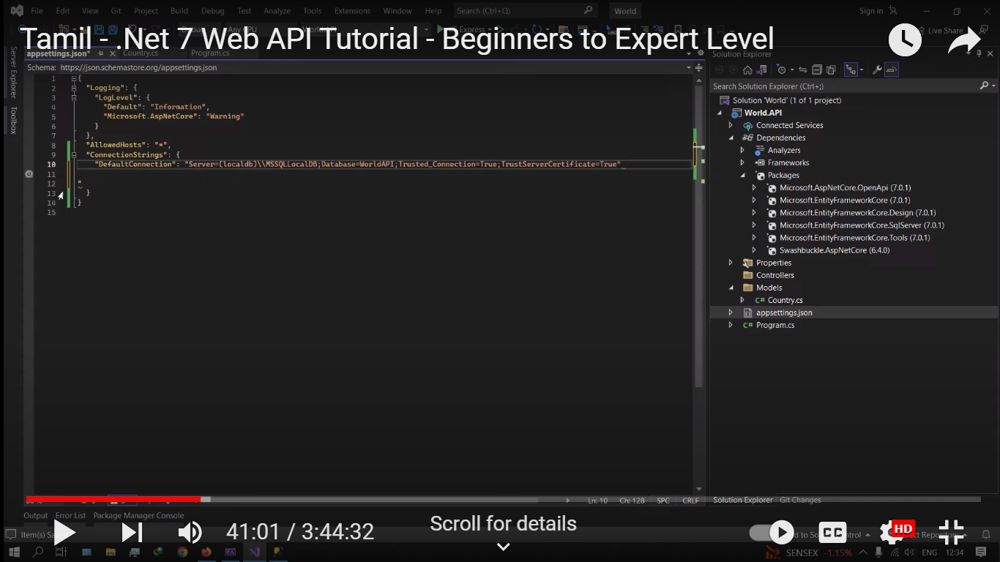 File Edit View Git Project Build Debug Test Analyze Tools Extensions Window Help Search (Ctrl+Q) World Sign in
Tamil - .Net 7 Web API Tutorial - Beginners to Expert Level
Live Share
appsettings.json* Country.cs Program.cs
Schema: https://json.schemastore.org/appsettings.json
Server Explorer
Toolbox
1 {
2 "Logging": {
3 "LogLevel": {
4 "Default": "Information",
5 "Microsoft.AspNetCore": "Warning"
6 }
7 },
8 "AllowedHosts": "*",
9 "ConnectionStrings": {
10 "DefaultConnection": "Server=(localdb)\\MSSQLLocalDB;Database=WorldAPI;Trusted_Connection=True;TrustServerCertificate=True"
11
12 "
13 }
14 }
15
Solution Explorer
Search Solution Explorer (Ctrl+;)
Solution 'World' (1 of 1 project)
World.API
Connected Services
Dependencies
Analyzers
Frameworks
Packages
Microsoft.AspNetCore.OpenApi (7.0.1)
Microsoft.EntityFrameworkCore (7.0.1)
Microsoft.EntityFrameworkCore.Design (7.0.1)
Microsoft.EntityFrameworkCore.SqlServer (7.0.1)
Microsoft.EntityFrameworkCore.Tools (7.0.1)
Swashbuckle.AspNetCore (6.4.0)
Properties
Controllers
Models
C# Country.cs
appsettings.json
C# Program.cs
Ln: 10 Ch: 128 SPC CRLF
Solution Explorer Git Changes
Output Error List Package Manager Console
41:01 / 3:44:32
Scroll for details
CC
HD
SENSEX -1.15% ENG 12:34